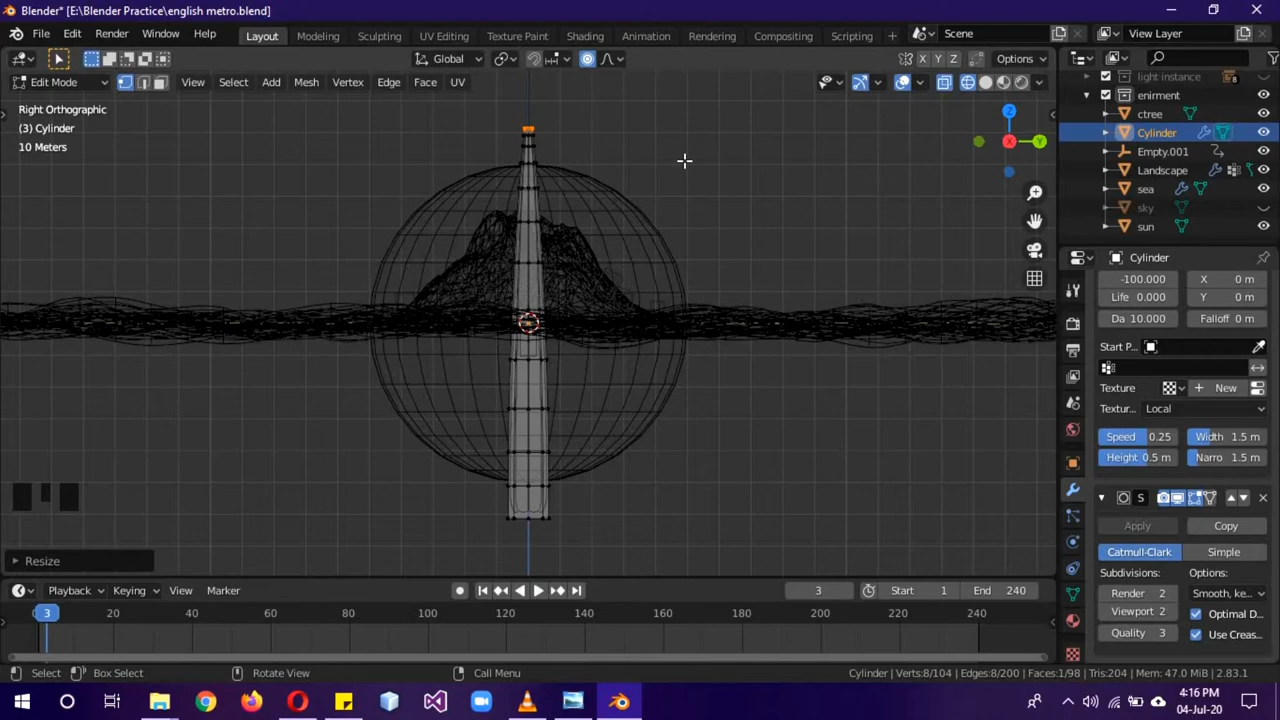 Blender* [E:\Blender Practice\english metro.blend]
File Edit Render Window Help Layout Modeling Sculpting UV Editing Texture Paint Shading Animation Rendering Compositing Scripting Scene View Layer
Global Options
X Y Z
Edit Mode View Select Add Mesh Vertex Edge Face UV
Right Orthographic
(3) Cylinder
10 Meters
Z
X
Y
light instance
8
enirment
ctree
Cylinder
Empty.001
Landscape
sea
sky
sun
Cylinder
-100.000 X 0 m
Life 0.000 Y 0 m
Da 10.000 Falloff 0 m
Start P...
Texture New
Textur... Local
Speed 0.25 Width 1.5 m
Height 0.5 m Narro 1.5 m
S
Apply Copy
Catmull-Clark Simple
Subdivisions: Options:
Render 2 Smooth, ke...
Viewport 2 Optimal D...
Quality 3 Use Creas...
Resize
Playback Keying View Marker 3 Start 1 End 240
3 20 40 60 80 100 120 140 160 180 200 220 240
Select Box Select Rotate View Call Menu Cylinder | Verts:8/104 | Edges:8/200 | Faces:1/98 | Tris:204 | Mem: 47.0 MiB | 2.83.1
4:16 PM
04-Jul-20